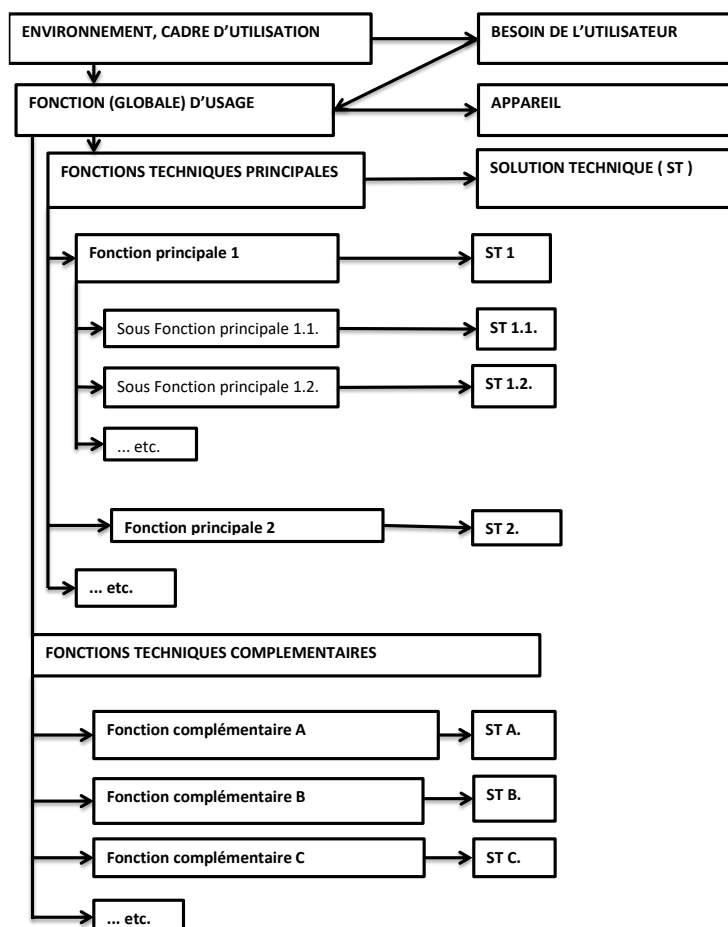 ENVIRONNEMENT, CADRE D’UTILISATION
BESOIN DE L’UTILISATEUR
FONCTION (GLOBALE) D’USAGE
APPAREIL
FONCTIONS TECHNIQUES PRINCIPALES
SOLUTION TECHNIQUE ( ST )
Fonction principale 1
ST 1
Sous Fonction principale 1.1.
ST 1.1.
Sous Fonction principale 1.2.
ST 1.2.
... etc.
Fonction principale 2
ST 2.
... etc.
FONCTIONS TECHNIQUES COMPLEMENTAIRES
Fonction complémentaire A
ST A.
Fonction complémentaire B
ST B.
Fonction complémentaire C
ST C.
... etc.